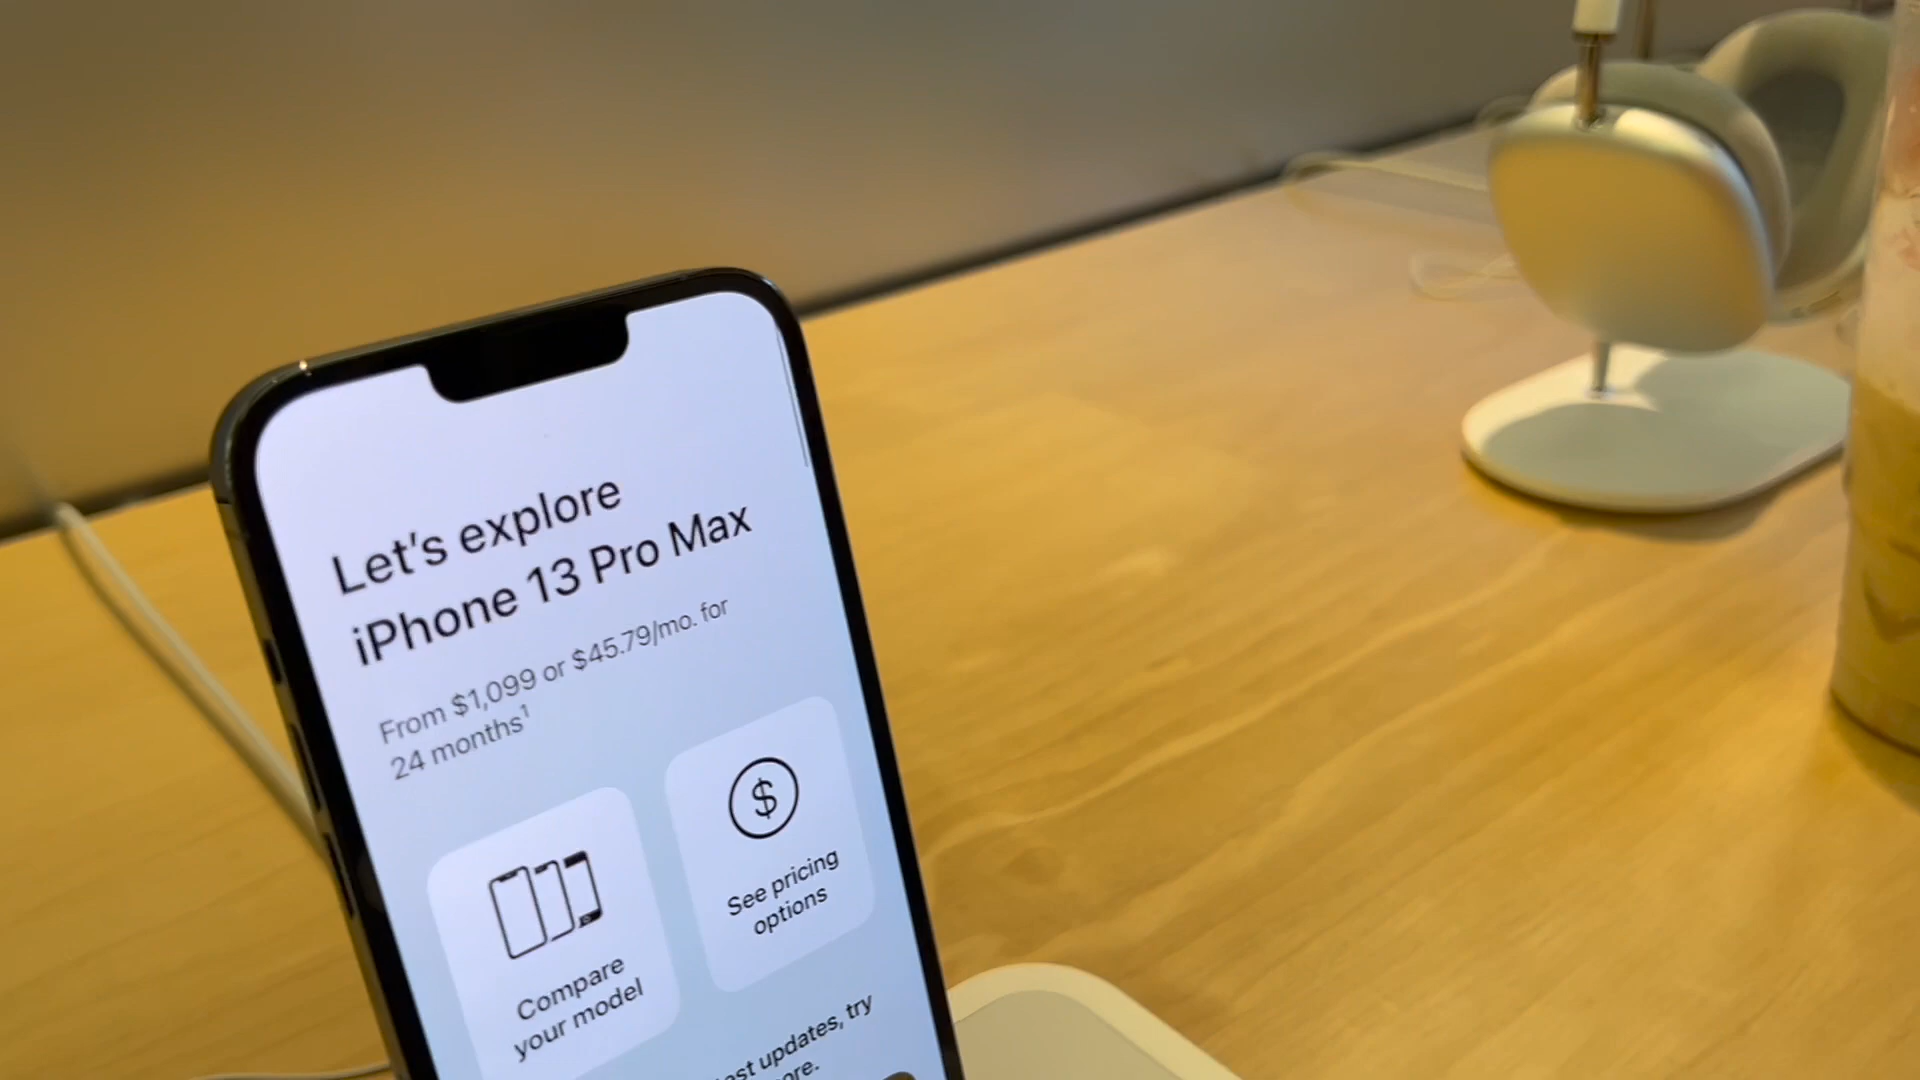 Let's explore
iPhone 13 Pro Max
From $1,099 or $45.79/mo. for
24 months¹
$
See pricing
options
Compare
your model
updates, try